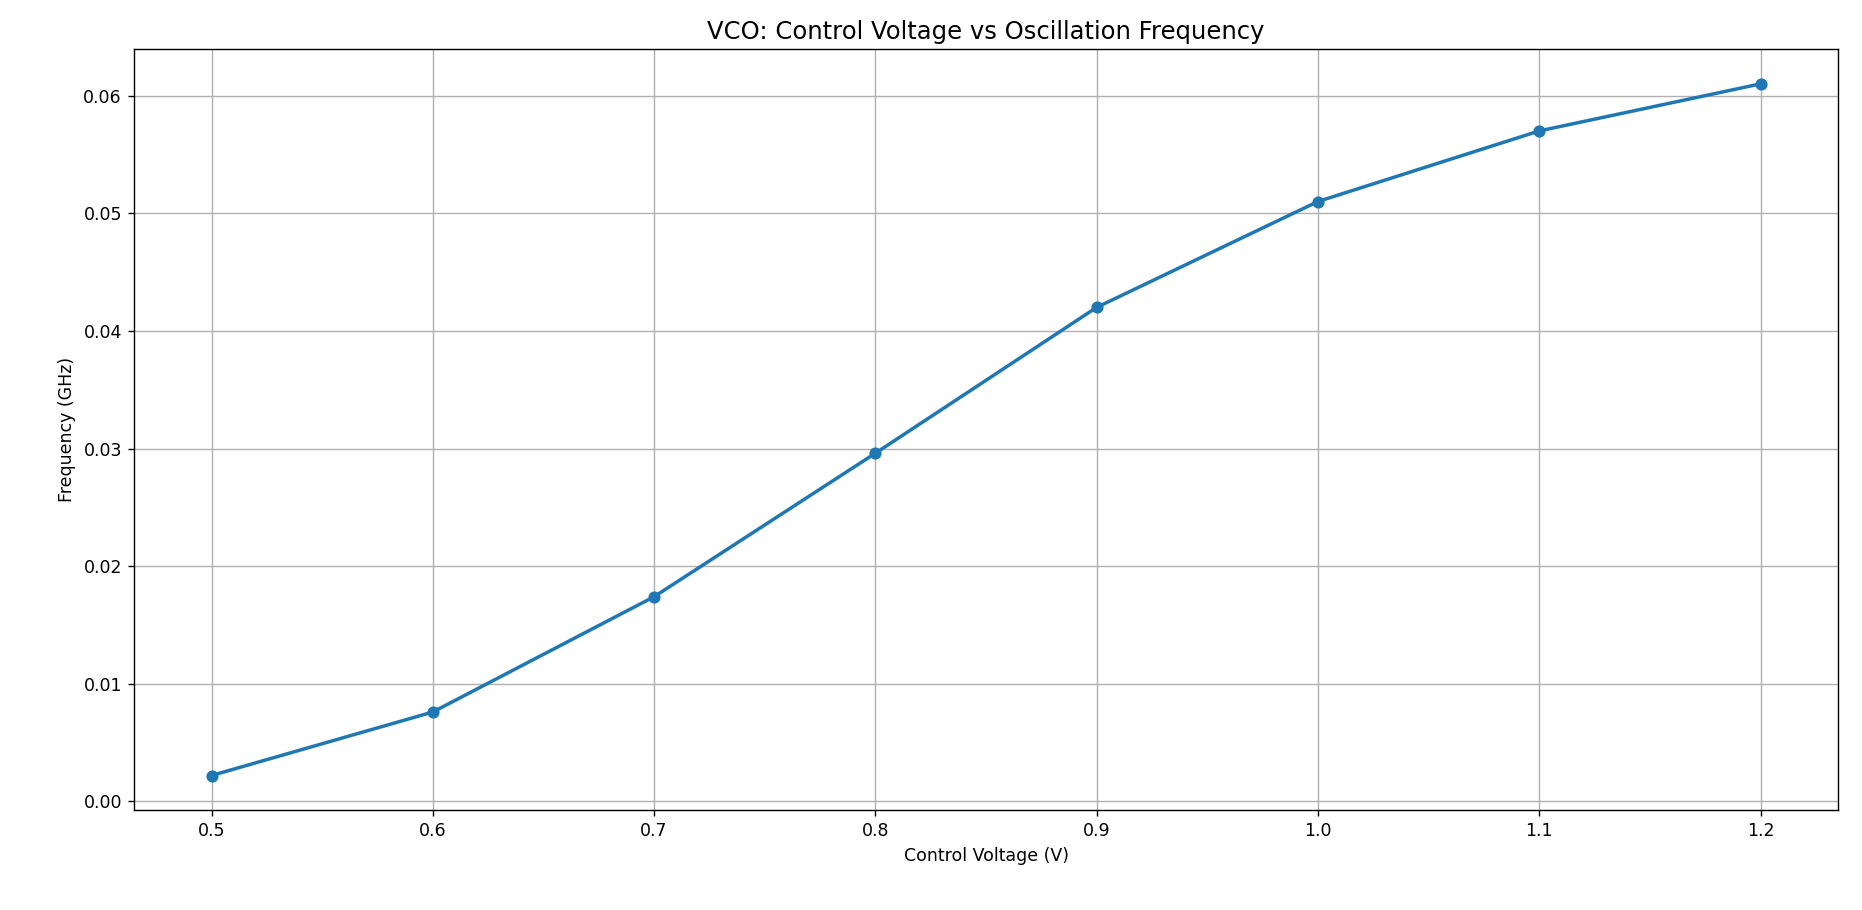 VCO: Control Voltage vs Oscillation Frequency
Frequency (GHz)
0.06
0.05
0.04
0.03
0.02
0.01
0.00
0.5 0.6 0.7 0.8 0.9 1.0 1.1 1.2
Control Voltage (V)